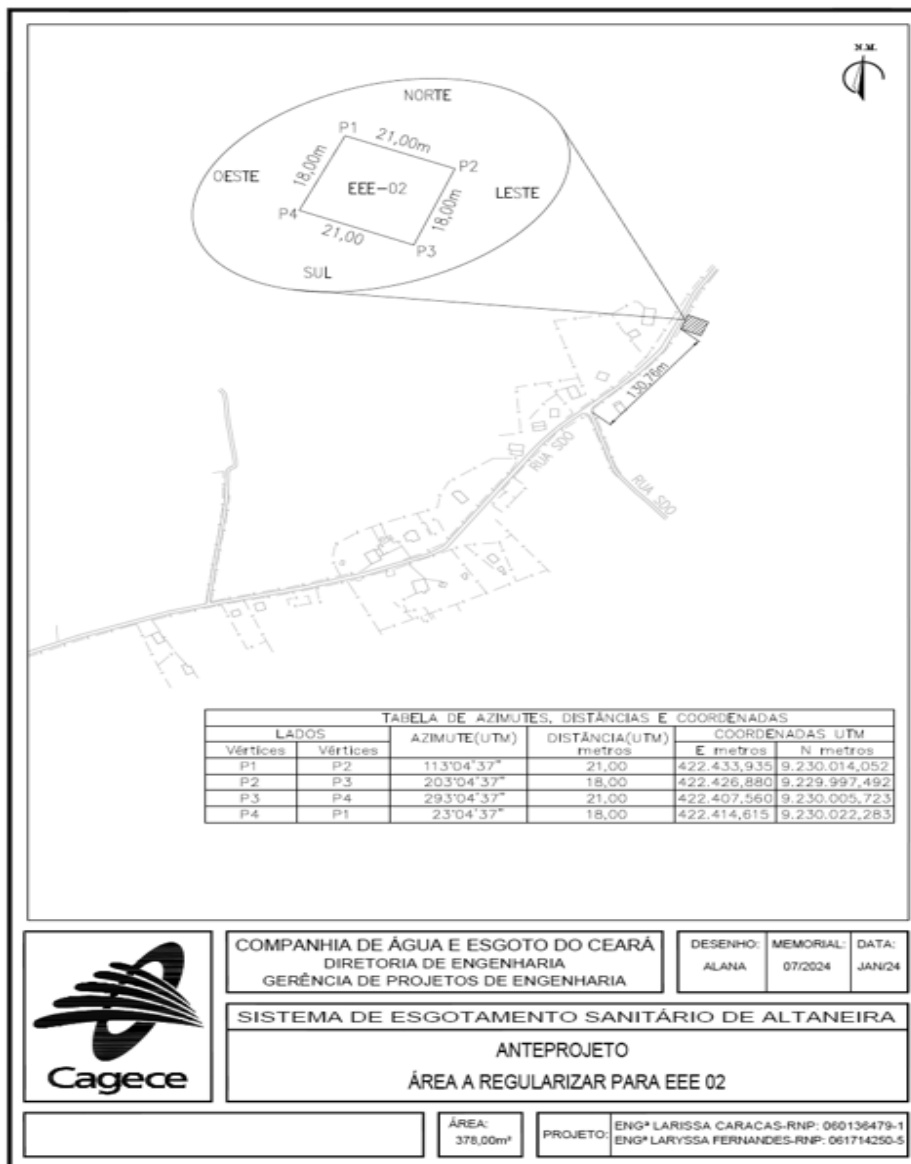 N.M.
NORTE
P1
21,00m
P2
18,00m
OESTE
EEE-02
LESTE
18,00m
P4
21,00
P3
SUL
130,76m
RUA SDO
RUA SDO
TABELA DE AZIMUTES, DISTÂNCIAS E COORDENADAS
LADOS AZIMUTE(UTM) DISTÂNCIA(UTM) metros COORDENADAS UTM
Vértices Vértices E metros N metros
P1 P2 113°04'37" 21,00 422.433,935 9.230.014,052
P2 P3 203°04'37" 18,00 422.426,880 9.229.997,492
P3 P4 293°04'37" 21,00 422.407,560 9.230.005,723
P4 P1 23°04'37" 18,00 422.414,615 9.230.022,283
Cagece
COMPANHIA DE ÁGUA E ESGOTO DO CEARÁ
DIRETORIA DE ENGENHARIA
GERÊNCIA DE PROJETOS DE ENGENHARIA
DESENHO: MEMORIAL: DATA:
ALANA 07/2024 JAN/24
SISTEMA DE ESGOTAMENTO SANITÁRIO DE ALTANEIRA
ANTEPROJETO
ÁREA A REGULARIZAR PARA EEE 02
ÁREA:
378,00m²
PROJETO:
ENGª LARISSA CARACAS-RNP: 060136479-1
ENGª LARYSSA FERNANDES-RNP: 061714250-5